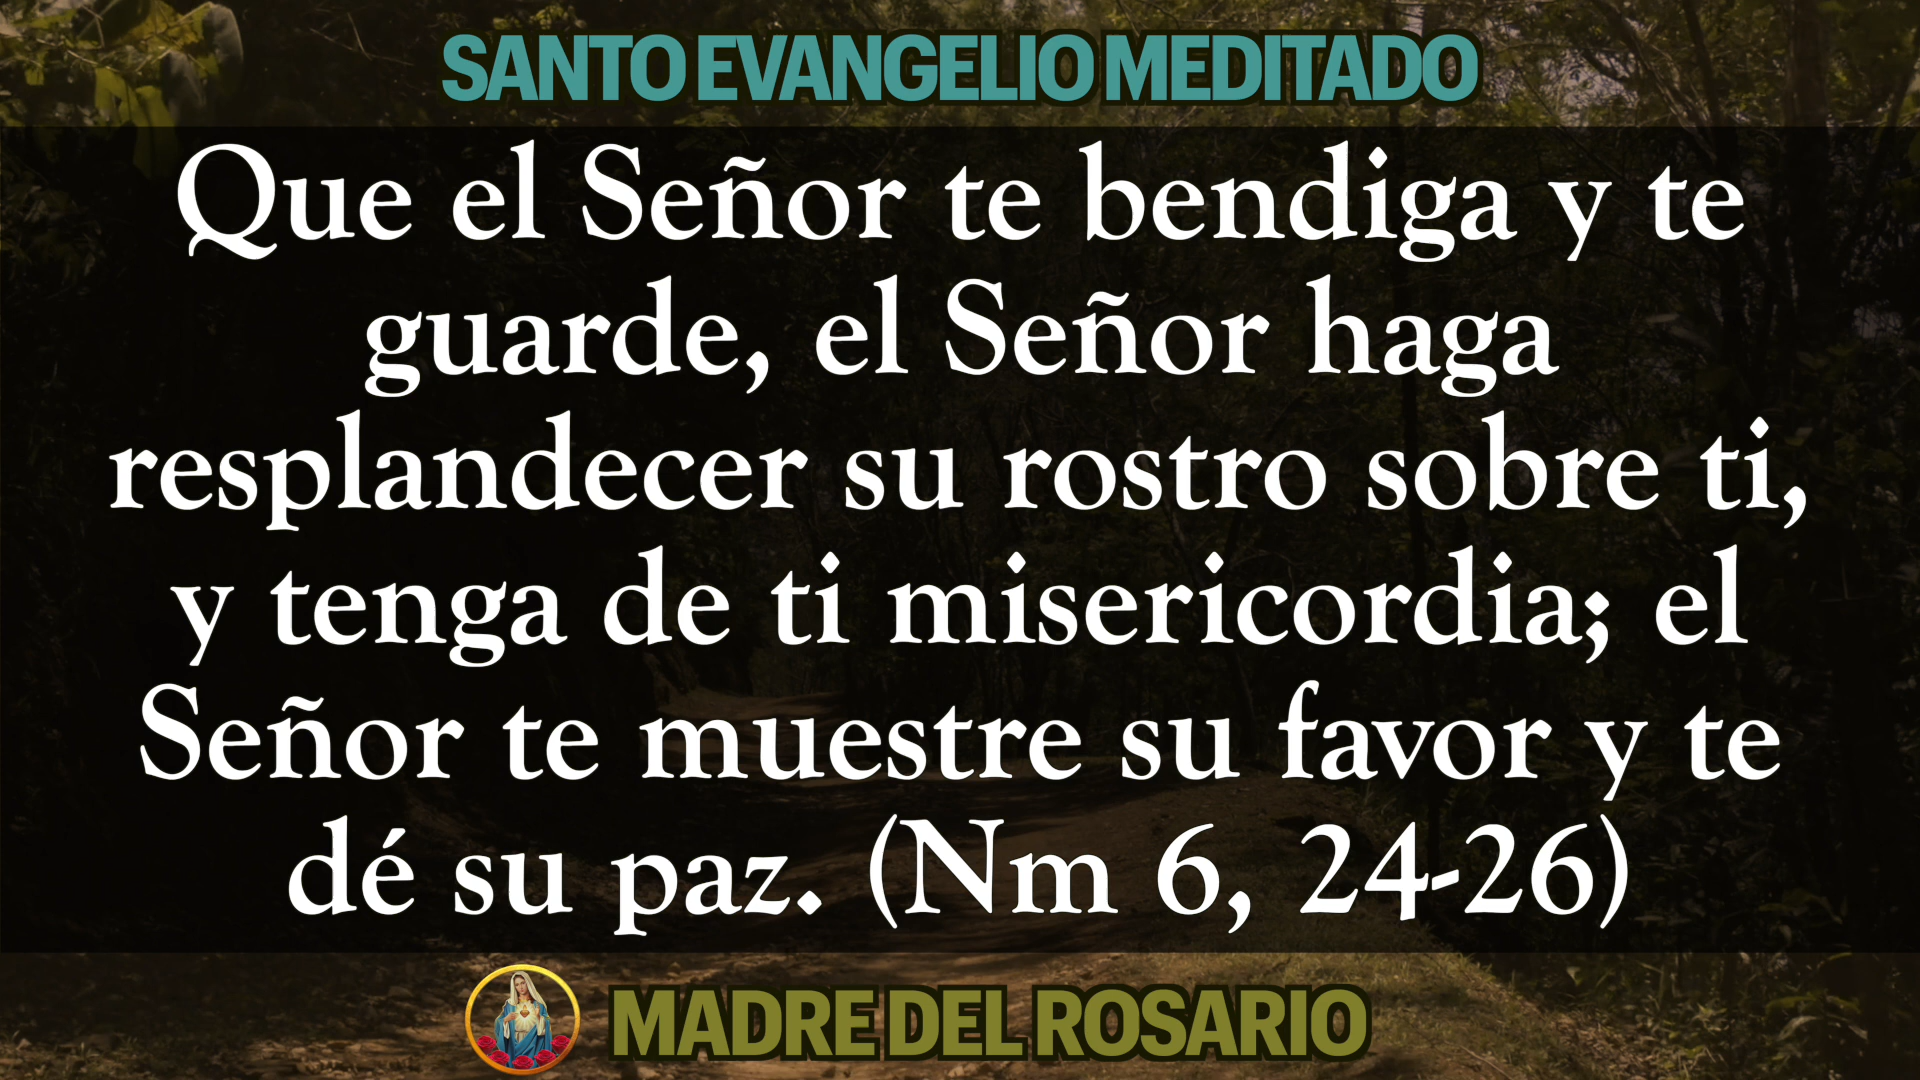 SANTO EVANGELIO MEDITADO
Que el Señor te bendiga y te
guarde, el Señor haga
resplandecer su rostro sobre ti,
y tenga de ti misericordia; el
Señor te muestre su favor y te
dé su paz. (Nm 6, 24-26)
MADRE DEL ROSARIO